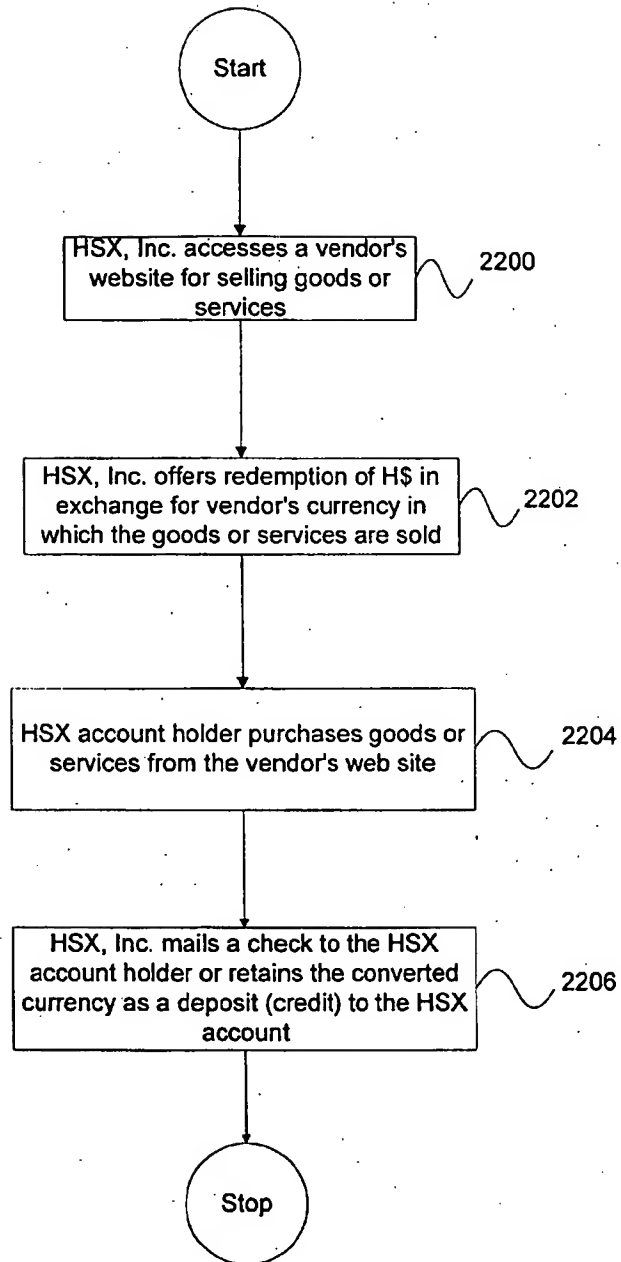 Start
HSX, Inc. accesses a vendor's
website for selling goods or
services
2200
HSX, Inc. offers redemption of H$ in
exchange for vendor's currency in
which the goods or services are sold
2202
HSX account holder purchases goods or
services from the vendor's web site
2204
HSX, Inc. mails a check to the HSX
account holder or retains the converted
currency as a deposit (credit) to the HSX
account
2206
Stop